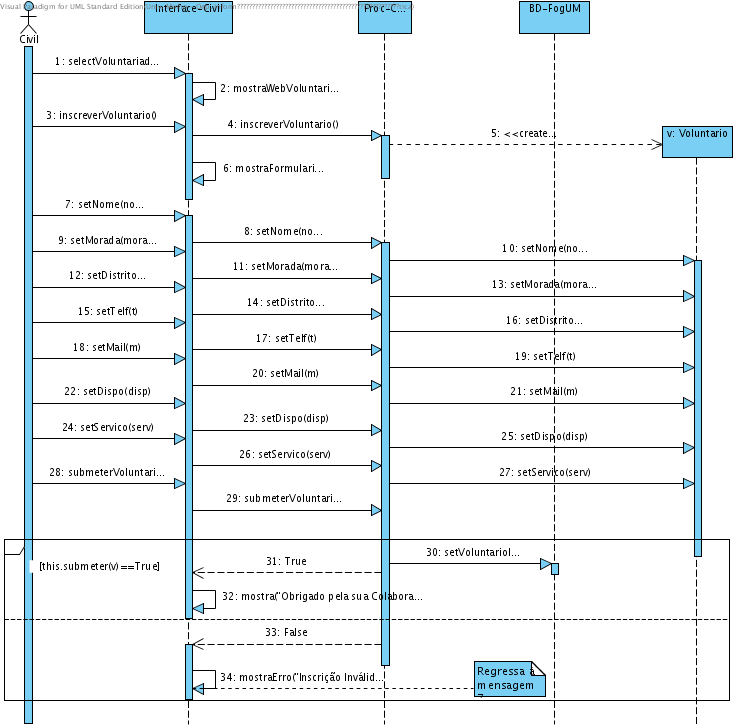 Visual Paradigm for UML Standard Edition
Interface-Civil
Proc-C...
BD-FogUM
Civil
1: selectVoluntariad...
2: mostraWebVoluntari...
3: inscreverVoluntario()
4: inscreverVoluntario()
5: <<create...
v: Voluntario
6: mostraFormulari...
7: setNome(no...
8: setNome(no...
9: setMorada(mora...
10: setNome(no...
11: setMorada(mora...
12: setDistrito...
13: setMorada(mora...
14: setDistrito...
15: setTelf(t)
16: setDistrito...
17: setTelf(t)
18: setMail(m)
19: setTelf(t)
20: setMail(m)
21: setMail(m)
22: setDispo(disp)
23: setDispo(disp)
24: setServico(serv)
25: setDispo(disp)
26: setServico(serv)
27: setServico(serv)
28: submeterVoluntari...
29: submeterVoluntari...
30: setVoluntarioI...
[this.submeter(v)==True]
31: True
32: mostra("Obrigado pela sua Colabora...
33: False
34: mostraErro("Inscrição Inválid...
Regressa à
mensagem